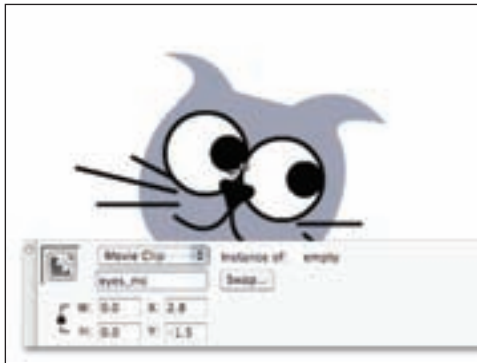 Movie Clip Instance of: empty
eyes_mc Swap...
W: 0.0 X: 2.8
H: 0.0 Y: -1.5